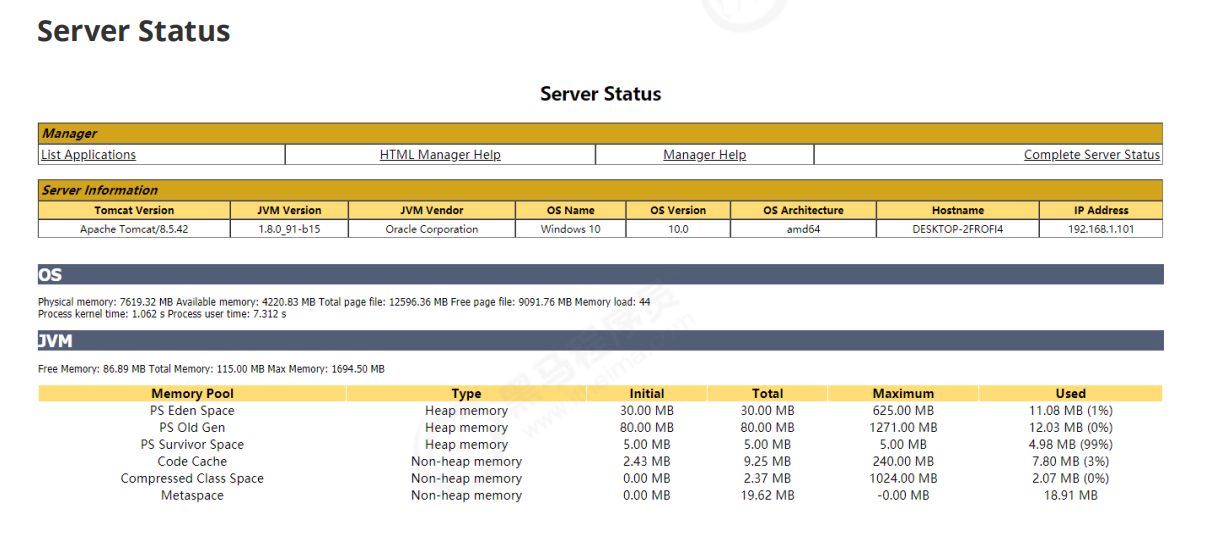 Server Status
Server Status
Manager
List Applications HTML Manager Help Manager Help Complete Server Status
Server Information
Tomcat Version JVM Version JVM Vendor OS Name OS Version OS Architecture Hostname IP Address
Apache Tomcat/8.5.42 1.8.0_91-b15 Oracle Corporation Windows 10 10.0 amd64 DESKTOP-2FROFI4 192.168.1.101
OS
Physical memory: 7619.32 MB Available memory: 4220.83 MB Total page file: 12596.36 MB Free page file: 9091.76 MB Memory load: 44
Process kernel time: 1.062 s Process user time: 7.312 s
JVM
Free Memory: 86.89 MB Total Memory: 115.00 MB Max Memory: 1694.50 MB
Memory Pool Type Initial Total Maximum Used
PS Eden Space Heap memory 30.00 MB 30.00 MB 625.00 MB 11.08 MB (1%)
PS Old Gen Heap memory 80.00 MB 80.00 MB 1271.00 MB 12.03 MB (0%)
PS Survivor Space Heap memory 5.00 MB 5.00 MB 5.00 MB 4.98 MB (99%)
Code Cache Non-heap memory 2.43 MB 9.25 MB 240.00 MB 7.80 MB (3%)
Compressed Class Space Non-heap memory 0.00 MB 2.37 MB 1024.00 MB 2.07 MB (0%)
Metaspace Non-heap memory 0.00 MB 19.62 MB -0.00 MB 18.91 MB
黑马程序员
www.itheima.com